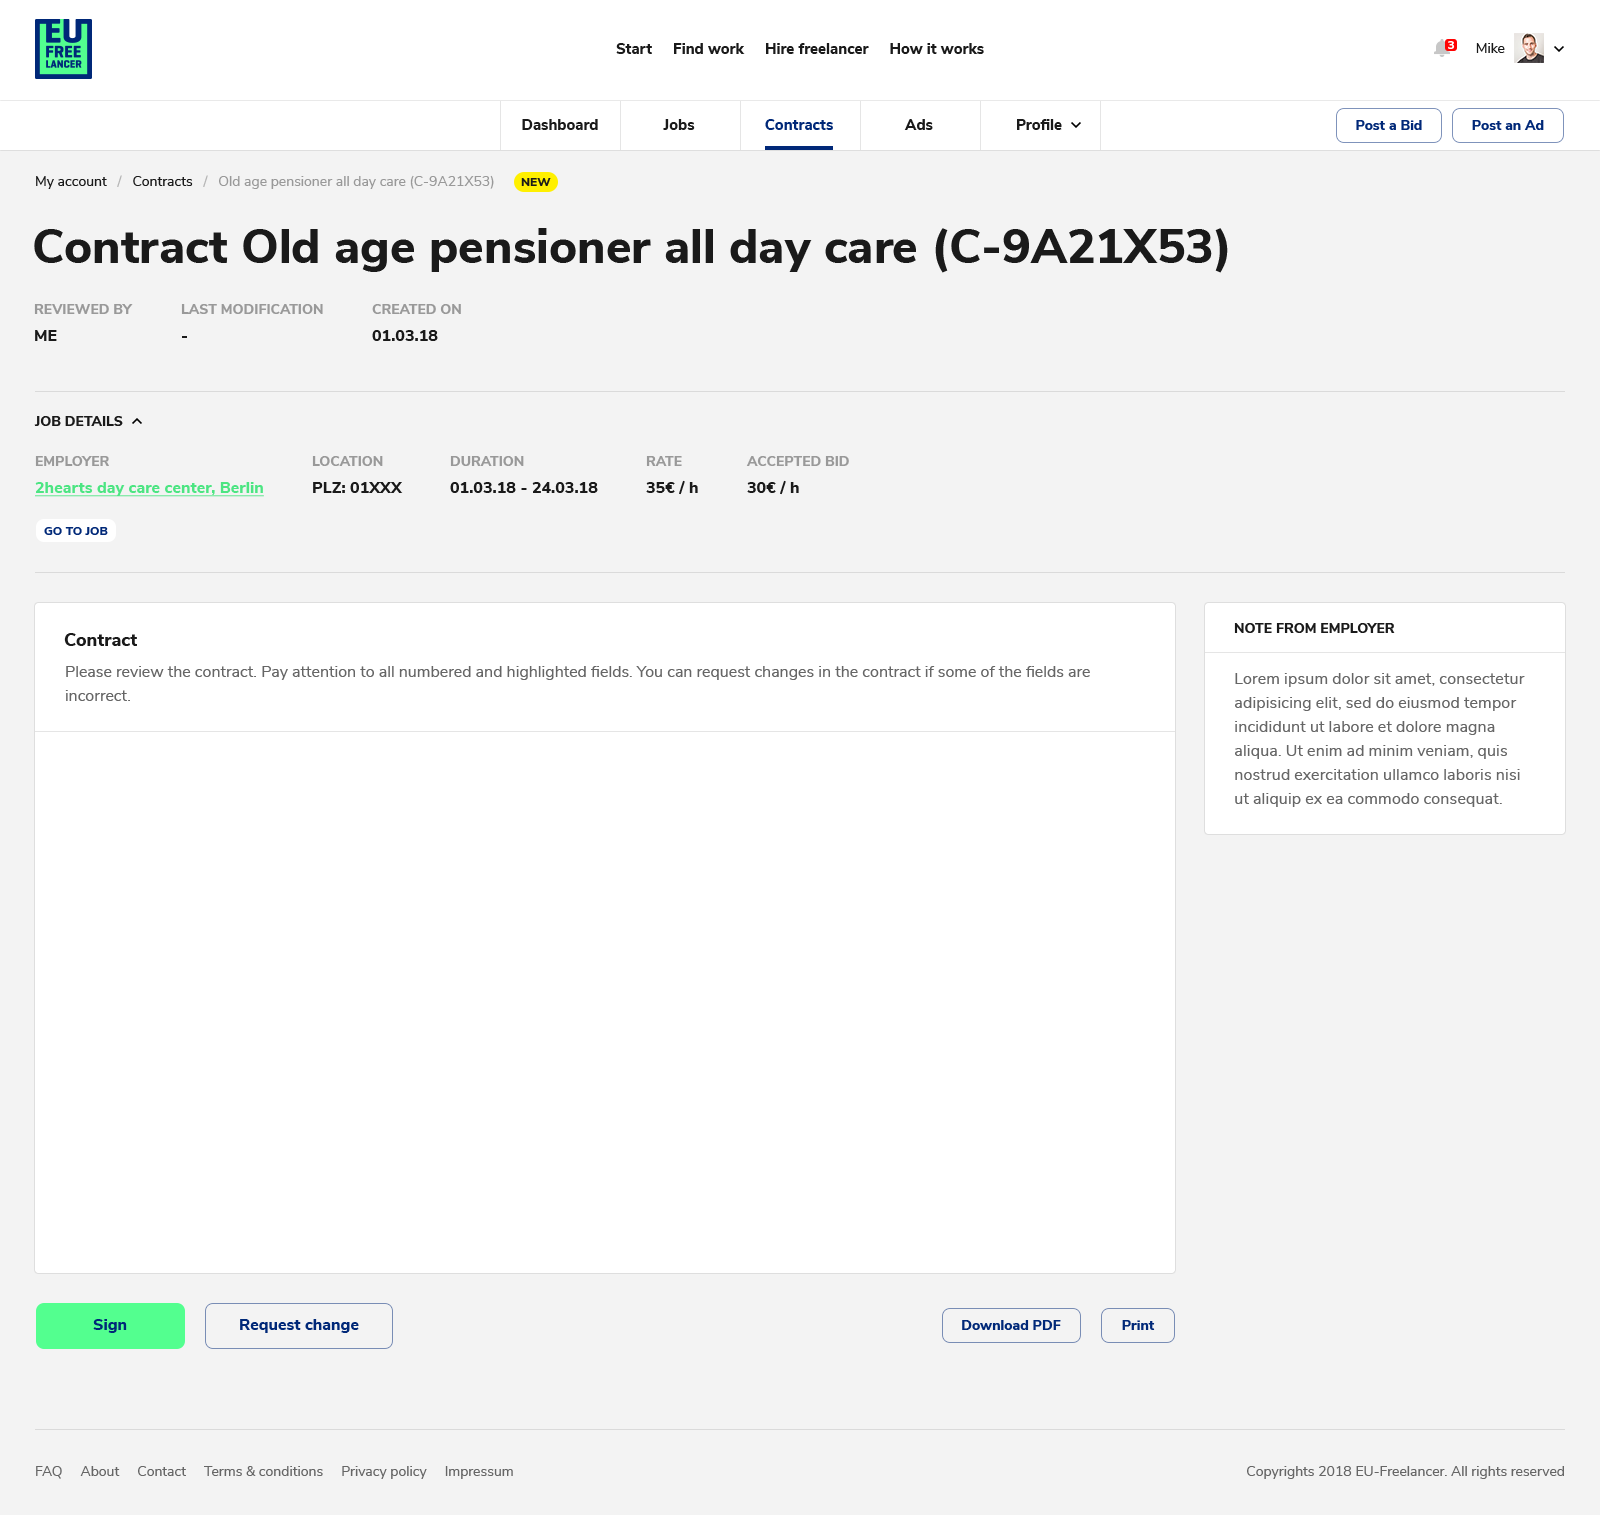 EU
FREE
LANCER
Start Find work Hire freelancer How it works
3
Mike
Dashboard Jobs Contracts Ads Profile
Post a Bid Post an Ad
My account / Contracts / Old age pensioner all day care (C-9A21X53) NEW
Contract Old age pensioner all day care (C-9A21X53)
REVIEWED BY LAST MODIFICATION CREATED ON
ME - 01.03.18
JOB DETAILS
EMPLOYER LOCATION DURATION RATE ACCEPTED BID
2hearts day care center, Berlin PLZ: 01XXX 01.03.18 - 24.03.18 35€ / h 30€ / h
GO TO JOB
Contract
Please review the contract. Pay attention to all numbered and highlighted fields. You can request changes in the contract if some of the fields are
incorrect.
NOTE FROM EMPLOYER
Lorem ipsum dolor sit amet, consectetur
adipisicing elit, sed do eiusmod tempor
incididunt ut labore et dolore magna
aliqua. Ut enim ad minim veniam, quis
nostrud exercitation ullamco laboris nisi
ut aliquip ex ea commodo consequat.
Sign Request change Download PDF Print
FAQ About Contact Terms & conditions Privacy policy Impressum
Copyrights 2018 EU-Freelancer. All rights reserved